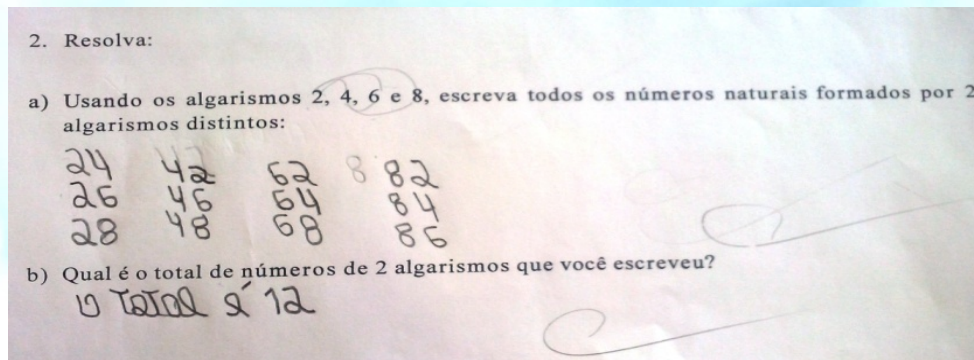 2. Resolva:
a) Usando os algarismos 2, 4, 6 e 8, escreva todos os números naturais formados por 2
algarismos distintos:
24 42 62 8 82
26 46 64 84
28 48 68 86
b) Qual é o total de números de 2 algarismos que você escreveu?
O Total é 12